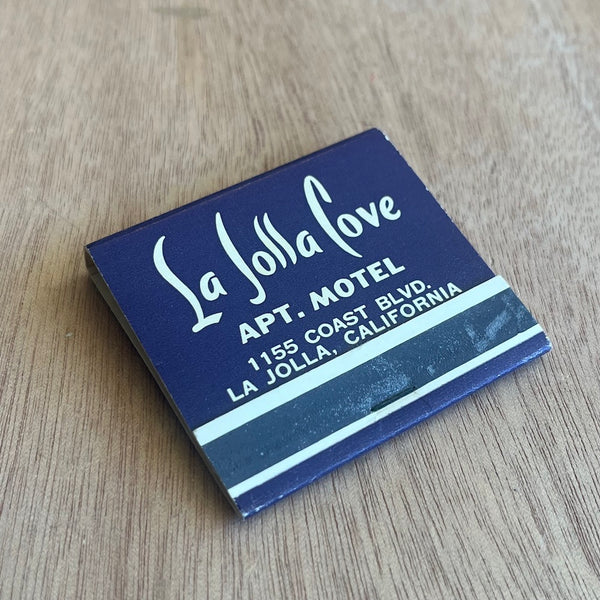 La Jolla Cove
APT. MOTEL
1155 COAST BLVD.
LA JOLLA, CALIFORNIA